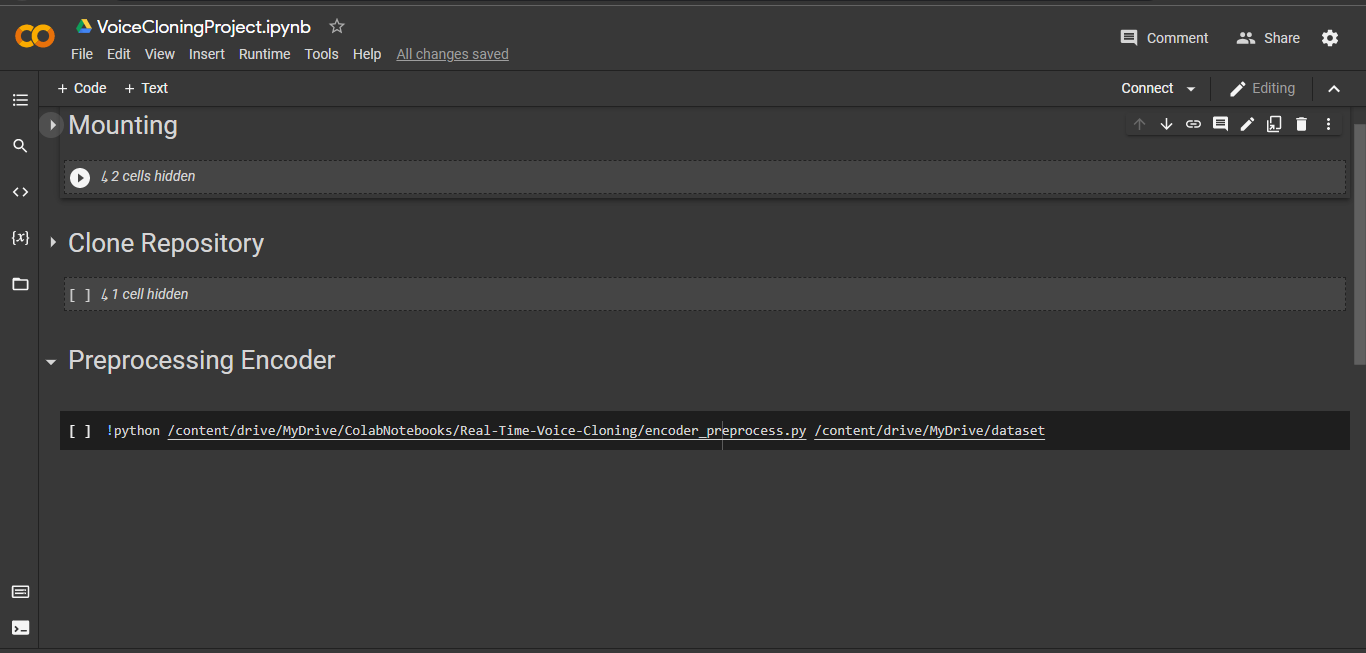 VoiceCloningProject.ipynb
File Edit View Insert Runtime Tools Help All changes saved
Comment Share
+ Code + Text
Connect Editing
Mounting
2 cells hidden
Clone Repository
[ ] 1 cell hidden
Preprocessing Encoder
[ ] !python /content/drive/MyDrive/ColabNotebooks/Real-Time-Voice-Cloning/encoder_preprocess.py /content/drive/MyDrive/dataset
{x}